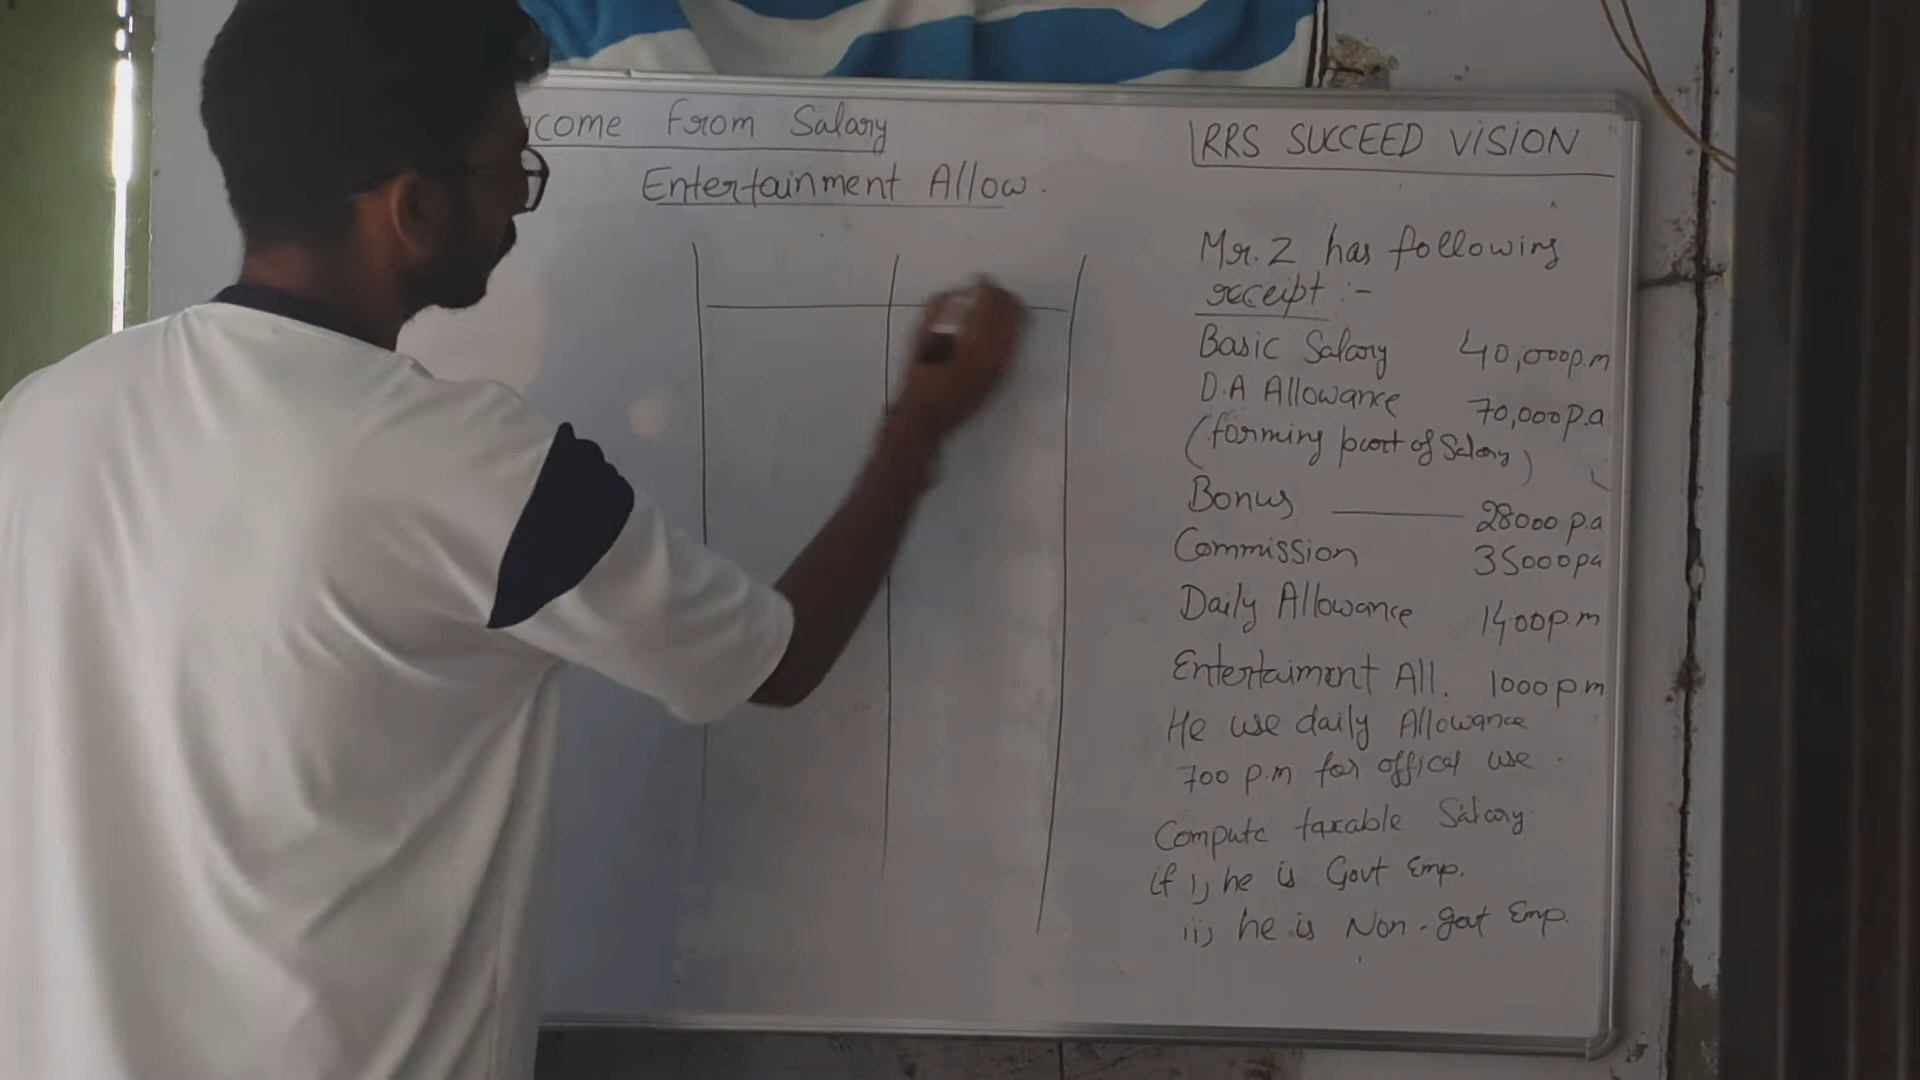 come From Salary
Entertainment Allow.
RRS SUCCEED VISION
Mr. Z has following
receipt :-
Basic Salary 40,000p.m
D.A Allowance 70,000p.a
(forming part of Salary)
Bonus 28000 p.a
Commission 35000pa
Daily Allowance 1400p.m
Entertaiment All. 1000p.m
He use daily Allowance
700 p.m for offical use.
Compute taxable Salary
if i) he is Govt Emp.
ii) he is Non-govt Emp.